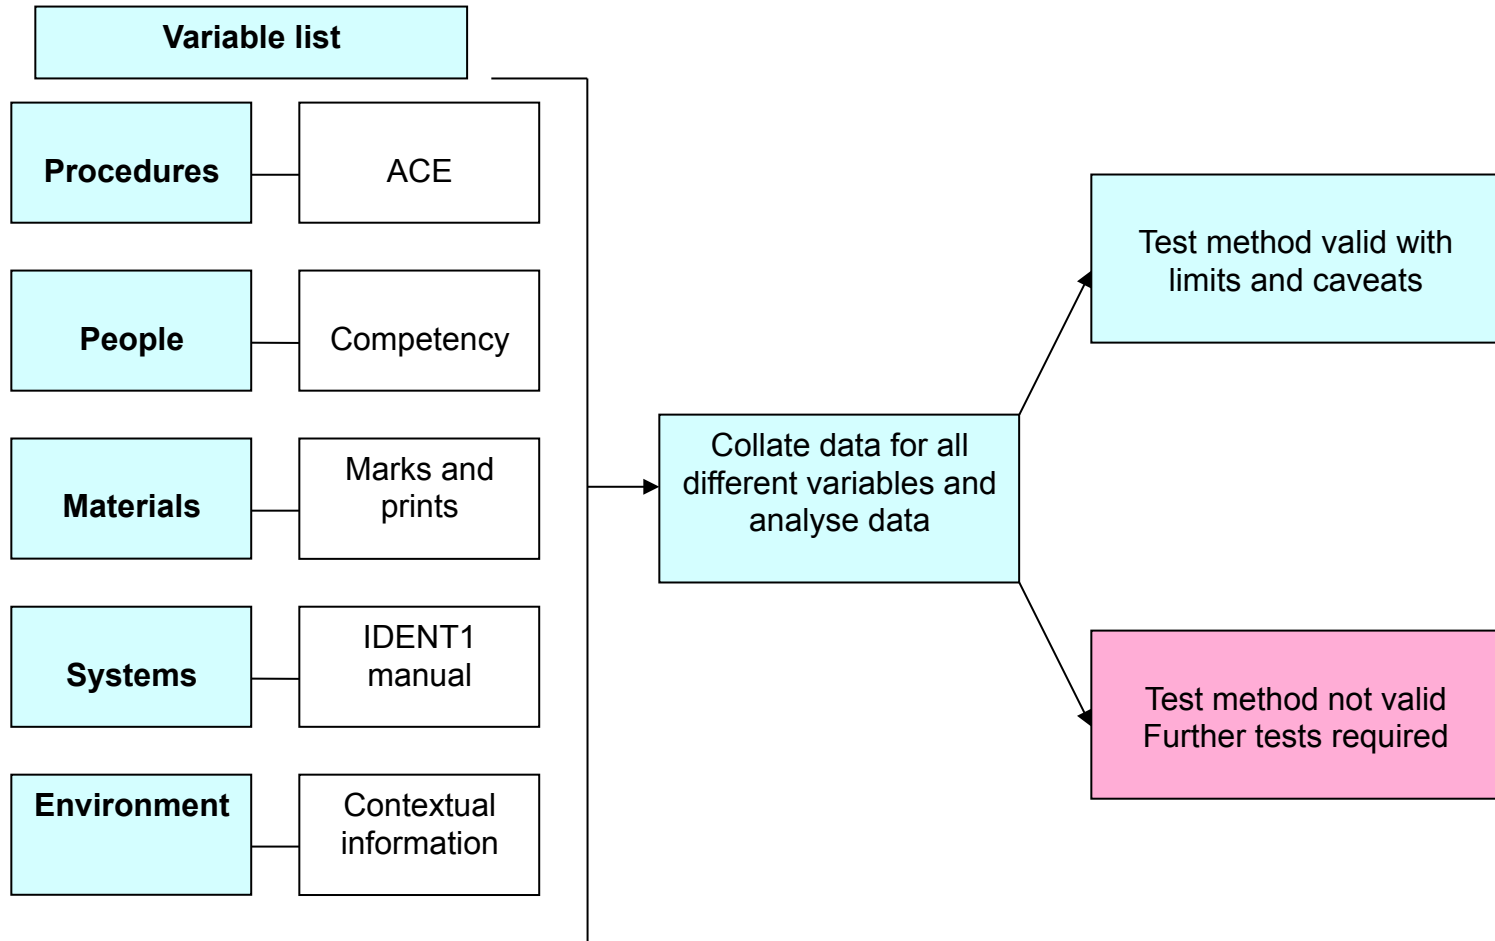 Variable list
Procedures
ACE
People
Competency
Materials
Marks and
prints
Systems
IDENT1
manual
Environment
Contextual
information
Collate data for all
different variables and
analyse data
Test method valid with
limits and caveats
Test method not valid
Further tests required